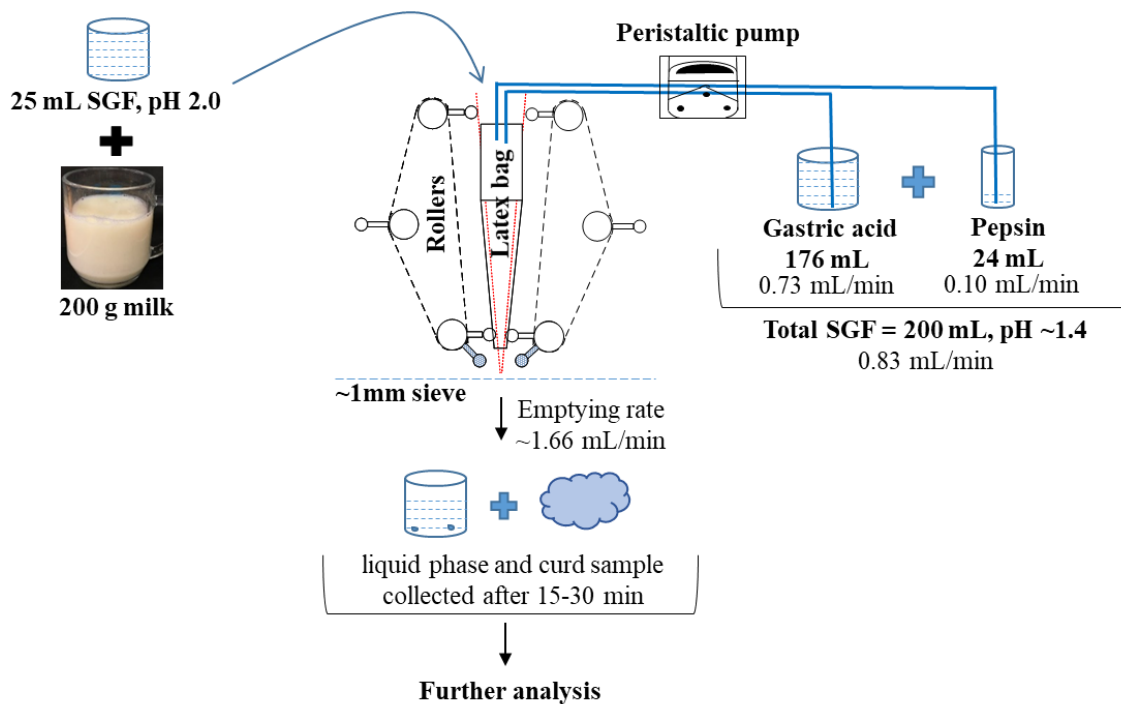 25 mL SGF, pH 2.0
200 g milk
Rollers
Latex bag
Peristaltic pump
Gastric acid
176 mL
0.73 mL/min
Pepsin
24 mL
0.10 mL/min
Total SGF = 200 mL, pH ~1.4
0.83 mL/min
~1mm sieve
Emptying rate
~1.66 mL/min
liquid phase and curd sample
collected after 15-30 min
Further analysis